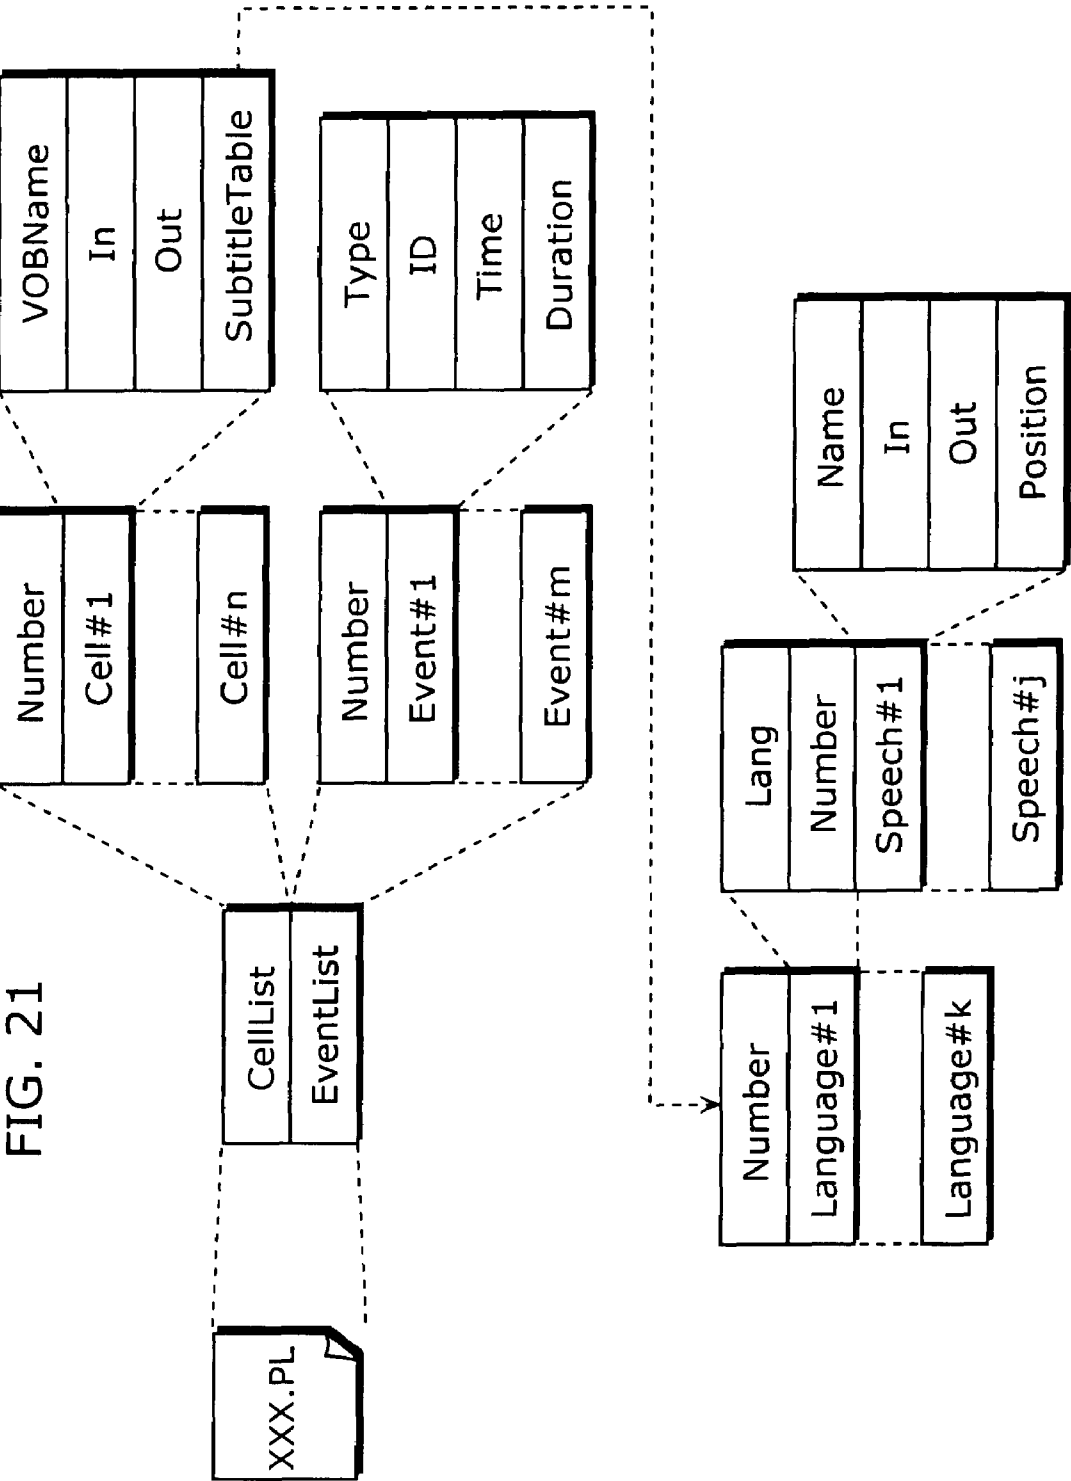 FIG. 21
XXX.PL
CellList
EventList
Number
Cell#1
Cell#n
Number
Event#1
Event#m
VOBName
In
Out
SubtitleTable
Type
ID
Time
Duration
Number
Language#1
Language#k
Lang
Number
Speech#1
Speech#j
Name
In
Out
Position